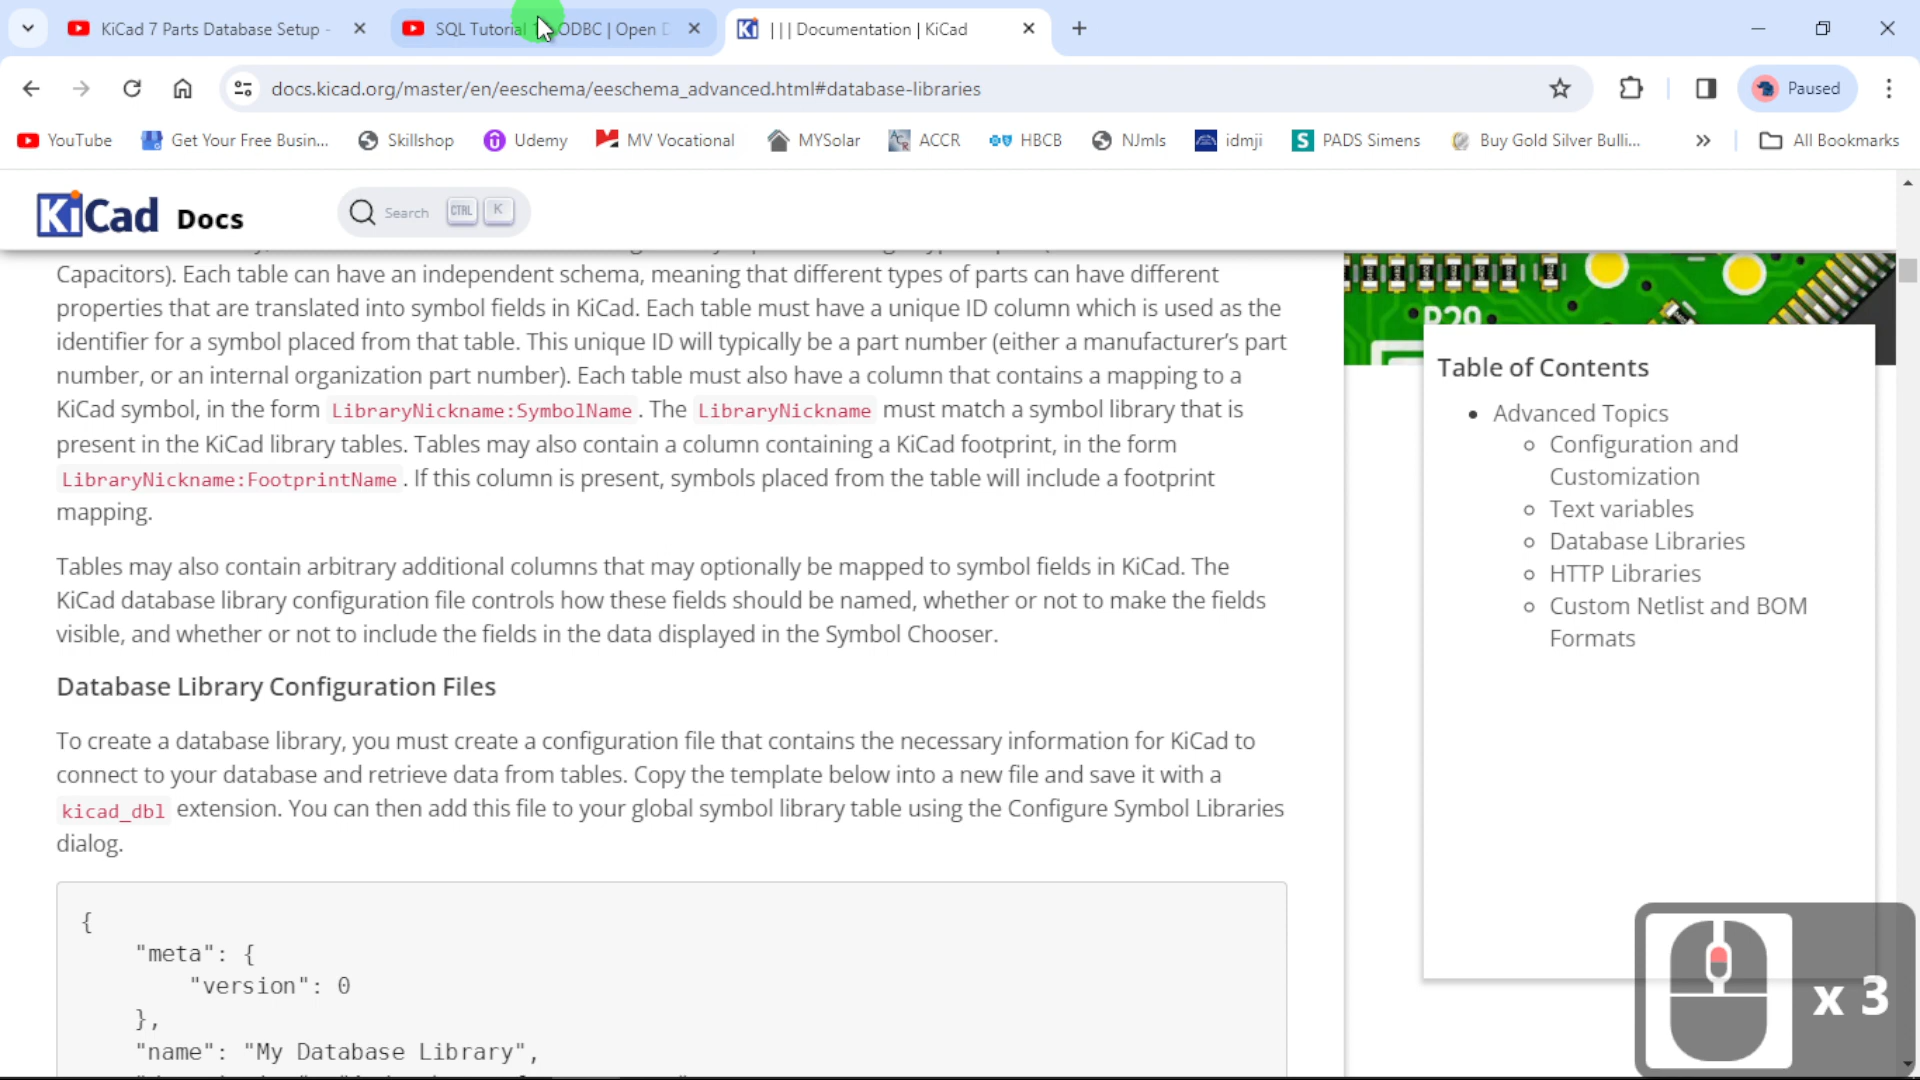 KiCad 7 Parts Database Setup -
SQL Tutorial ODBC | Open
||| Documentation | KiCad
docs.kicad.org/master/en/eeschema/eeschema_advanced.html#database-libraries
Paused
YouTube Get Your Free Busin... Skillshop Udemy MV Vocational MYSolar ACCR HBCB NJmls idmji PADS Simens Buy Gold Silver Bulli... » All Bookmarks
KiCad Docs
Search CTRL K
Capacitors). Each table can have an independent schema, meaning that different types of parts can have different
properties that are translated into symbol fields in KiCad. Each table must have a unique ID column which is used as the
identifier for a symbol placed from that table. This unique ID will typically be a part number (either a manufacturer's part
number, or an internal organization part number). Each table must also have a column that contains a mapping to a
KiCad symbol, in the form LibraryNickname:SymbolName. The LibraryNickname must match a symbol library that is
present in the KiCad library tables. Tables may also contain a column containing a KiCad footprint, in the form
LibraryNickname:FootprintName. If this column is present, symbols placed from the table will include a footprint
mapping.
Tables may also contain arbitrary additional columns that may optionally be mapped to symbol fields in KiCad. The
KiCad database library configuration file controls how these fields should be named, whether or not to make the fields
visible, and whether or not to include the fields in the data displayed in the Symbol Chooser.
Database Library Configuration Files
To create a database library, you must create a configuration file that contains the necessary information for KiCad to
connect to your database and retrieve data from tables. Copy the template below into a new file and save it with a
kicad_dbl extension. You can then add this file to your global symbol library table using the Configure Symbol Libraries
dialog.
{
"meta": {
"version": 0
},
"name": "My Database Library",
Table of Contents
Advanced Topics
Configuration and
Customization
Text variables
Database Libraries
HTTP Libraries
Custom Netlist and BOM
Formats
x 3